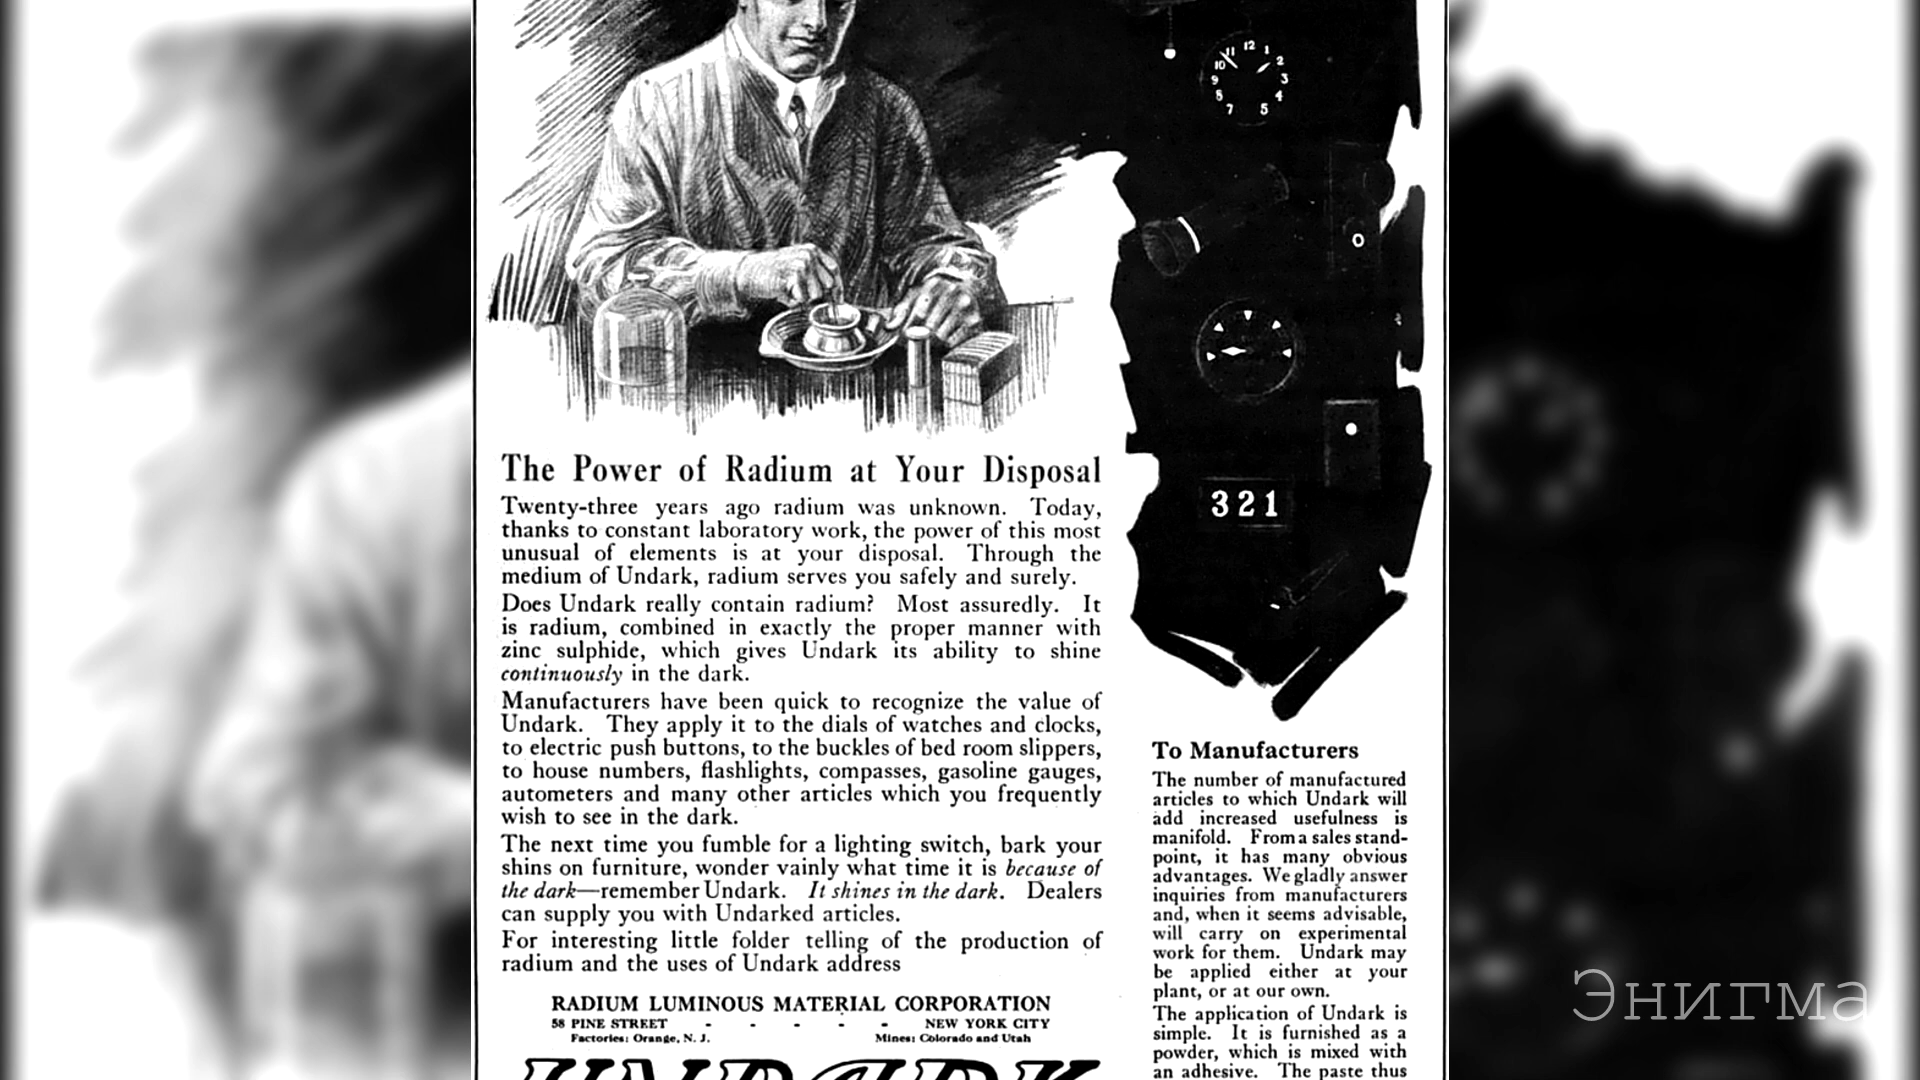 The Power of Radium at Your Disposal
Twenty-three years ago radium was unknown. Today,
thanks to constant laboratory work, the power of this most
unusual of elements is at your disposal. Through the
medium of Undark, radium serves you safely and surely.
Does Undark really contain radium? Most assuredly. It
is radium, combined in exactly the proper manner with
zinc sulphide, which gives Undark its ability to shine
continuously in the dark.
Manufacturers have been quick to recognize the value of
Undark. They apply it to the dials of watches and clocks,
to electric push buttons, to the buckles of bed room slippers,
to house numbers, flashlights, compasses, gasoline gauges,
autometers and many other articles which you frequently
wish to see in the dark.
The next time you fumble for a lighting switch, bark your
shins on furniture, wonder vainly what time it is because of
the dark—remember Undark. It shines in the dark. Dealers
can supply you with Undarked articles.
For interesting little folder telling of the production of
radium and the uses of Undark address
RADIUM LUMINOUS MATERIAL CORPORATION
58 PINE STREET - - - - - NEW YORK CITY
Factories: Orange, N. J. Mines: Colorado and Utah
UNDARK
12 1 2 3 4 5 7 8 9 10 11
321
To Manufacturers
The number of manufactured
articles to which Undark will
add increased usefulness is
manifold. From a sales stand-
point, it has many obvious
advantages. We gladly answer
inquiries from manufacturers
and, when it seems advisable,
will carry on experimental
work for them. Undark may
be applied either at your
plant, or at our own.
The application of Undark is
simple. It is furnished as a
powder, which is mixed with
an adhesive. The paste thus
Энигма